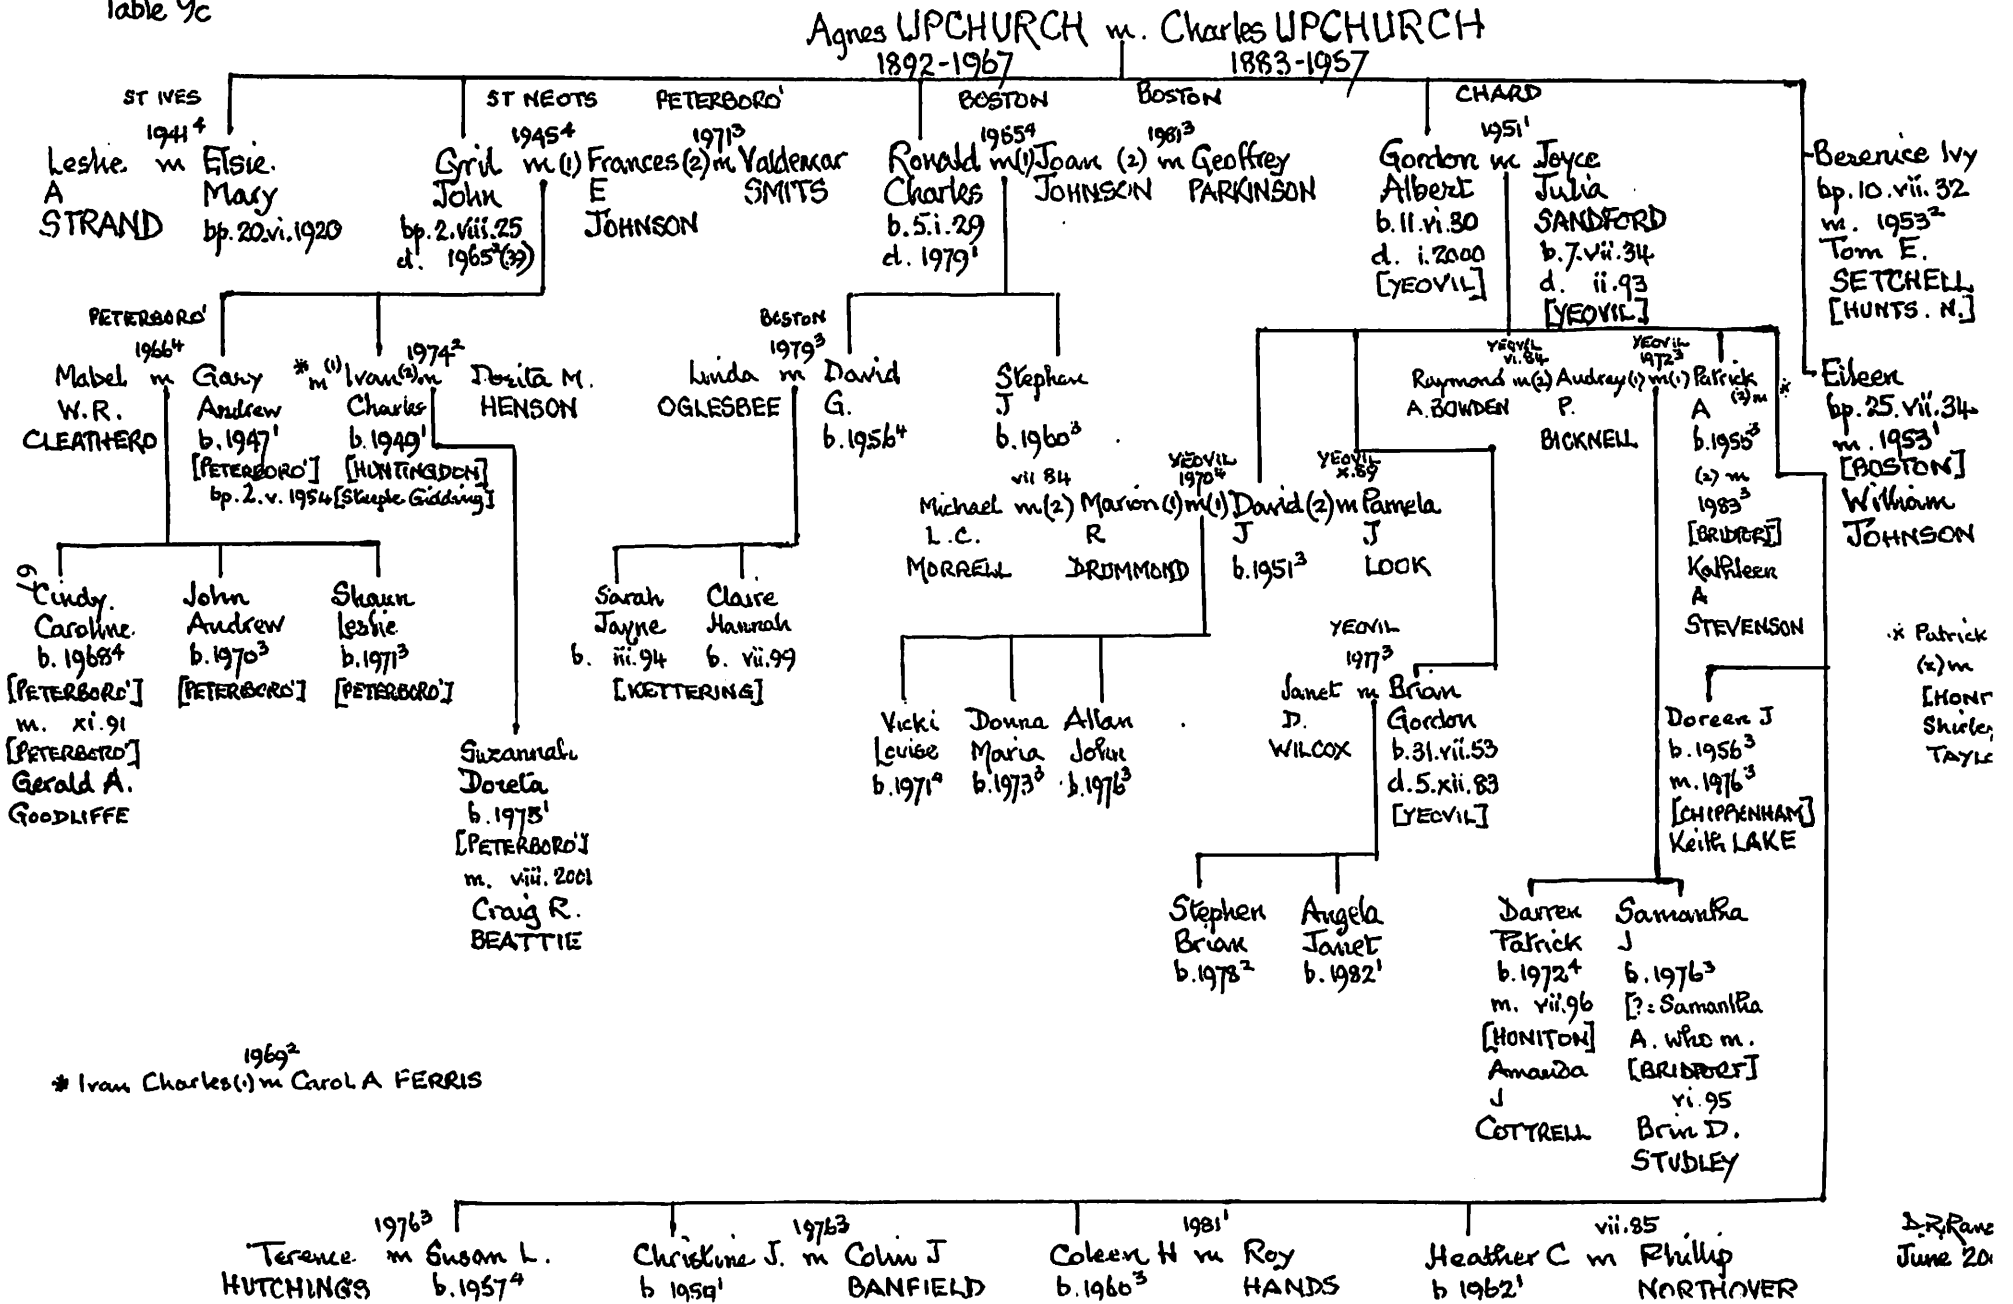 Table 9c
Agnes UPCHURCH m. Charles UPCHURCH
1892-1967 1883-1957
ST IVES
1941⁴
Leslie m Elsie.
A Mary
STRAND bp. 20.vi.1920
ST NEOTS PETERBORO'
1945⁴ 1971³
Cyril m (1) Frances (2) m Valdemar
John E SMITS
bp. 2.viii.25 JOHNSON
d. 1965²(39)
BOSTON BOSTON
1965⁴ 1981³
Ronald m(1) Joan (2) m Geoffrey
Charles JOHNSON PARKINSON
b.5.i.29
d. 1979¹
CHARD
1951¹
Gordon m Joyce
Albert Julia
b.11.vi.30 SANDFORD
d. i.2000 b.7.vii.34
[YEOVIL] d. ii.93
[YEOVIL]
Berenice Ivy
bp.10.vii.32
m. 1953²
Tom E.
SETCHELL
[HUNTS. N.]
Eileen
bp.25.vii.34
m. 1953¹
[BOSTON]
William
JOHNSON
PETERBORO'
1966⁴
Mabel m Gary
W.R. Andrew
CLEATHERO b.1947¹
[PETERBORO']
bp. 2.v.1954 [Steeple Gidding]
1974²
* m (1) Ivan (2) m Dorita M.
Charles HENSON
b.1949¹
[HUNTINGDON]
BOSTON
1979³
Linda m David
OGLESBEE G.
b.1956⁴
Stephen
J
b.1960³
YEOVIL YEOVIL
vi.84 1972³
Raymond m(2) Audrey (1) m(1) Patrick *
A. BOWDEN P. A (2) m
BICKNELL b.1955³
(2) m
1983³
[BRIDPORT]
Kathleen
A
STEVENSON
YEOVIL YEOVIL
vii 84 1970⁴ x.89
Michael m(2) Marion (1) m(1) David (2) m Pamela
L.C. R J J
MORRELL DRUMMOND b.1951³ LOOK
Cindy.
Caroline.
b. 1968⁴
[PETERBORO']
m. xi.91
[PETERBORO']
Gerald A.
GOODLIFFE
John
Andrew
b.1970³
[PETERBORO']
Shaun
Leslie
b.1971³
[PETERBORO']
Suzannah
Doreta
[PETERBORO']
m. viii.2001
Craig R.
BEATTIE
Sarah Claire
Jayne Hannah
b. iii.94 b. vii.99
[KETTERING]
Vicki Donna Allan
Louise Maria John
b.1971⁴ b.1973³ b.1976³
YEOVIL
1977³
Janet m Brian
D. Gordon
WILCOX b.31.vii.53
d.5.xii.83
[YEOVIL]
Doreen J
b.1956³
m.1976³
[CHIPPENHAM]
Keith LAKE
* Patrick
(2) m
[HONI
Shirley
TAYLO
Stephen Angela
Brian Janet
b.1978² b.1982¹
Darren
Patrick
b.1972⁴
m. vii.96
[HONITON]
Amanda
J
COTTRELL
Samantha
J
b.1976³
[?=Samantha
A. who m.
[BRIDPORT]
vi.95
Brin D.
STUDLEY
1969²
* Ivan Charles (1) m Carol A FERRIS
1976³ 1976³ 1981¹ vii.85
Terence m Susan L. Christine J. m Colin J Coleen H m Roy Heather C m Phillip
HUTCHINGS b.1957⁴ b 1959¹ BANFIELD b.1960³ HANDS b 1962¹ NORTHOVER
June 20